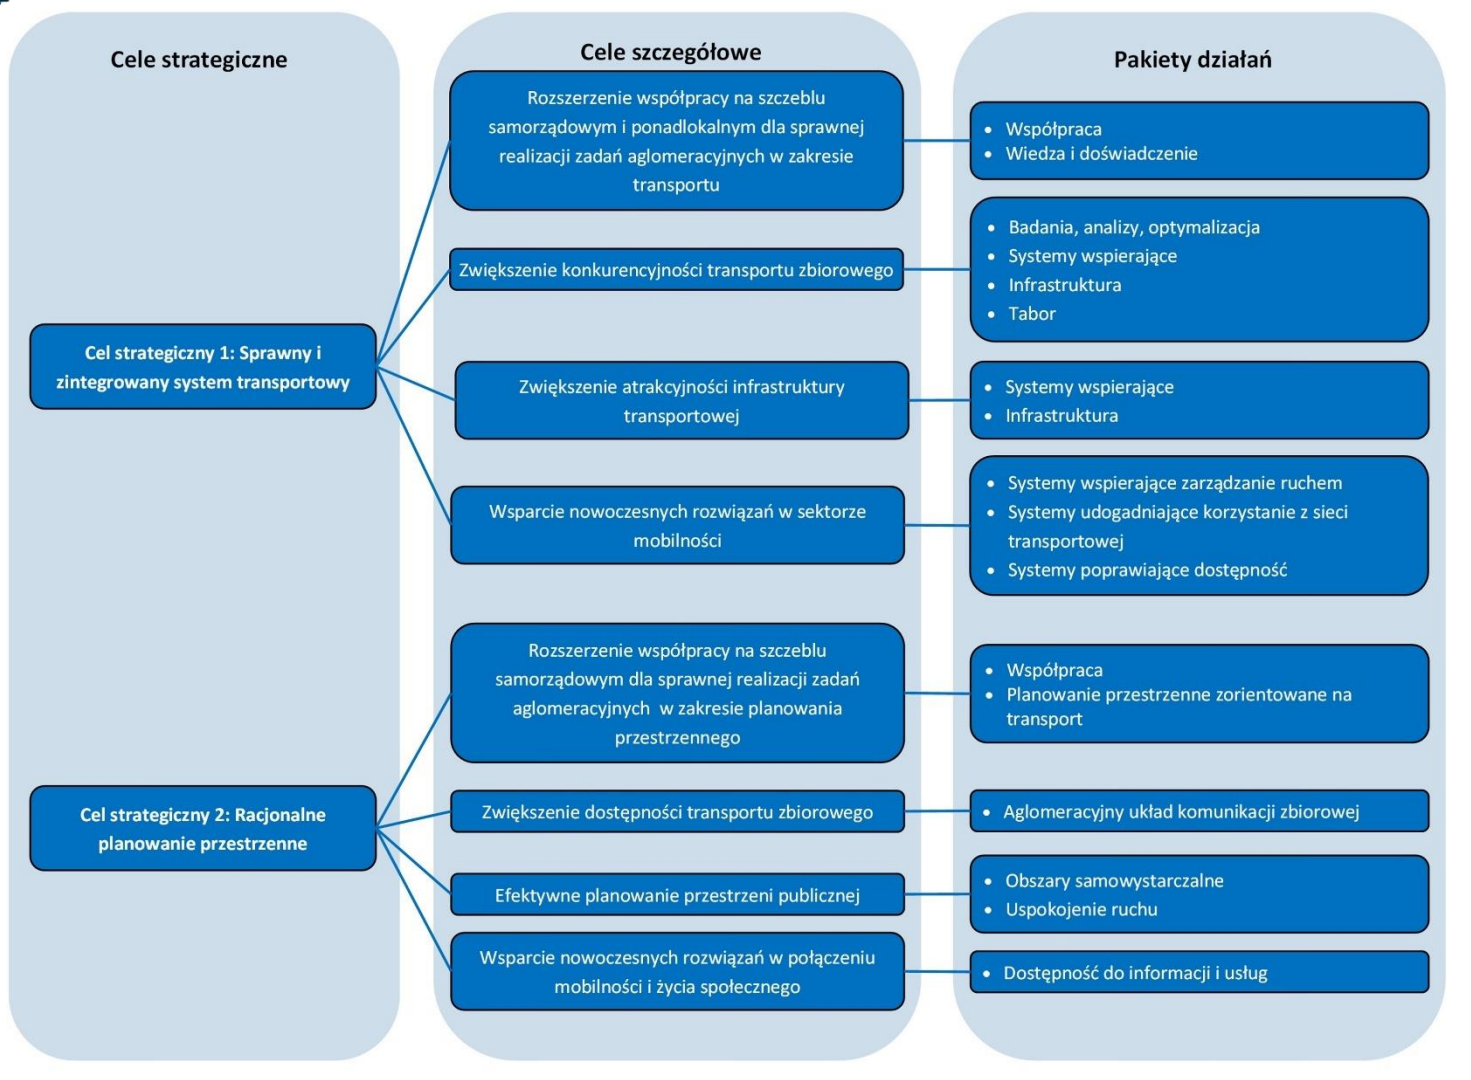 Cele strategiczne
Cele szczegółowe
Pakiety działań
Cel strategiczny 1: Sprawny i
zintegrowany system transportowy
Rozszerzenie współpracy na szczeblu
samorządowym i ponadlokalnym dla sprawnej
realizacji zadań aglomeracyjnych w zakresie
transportu
• Współpraca
• Wiedza i doświadczenie
Zwiększenie konkurencyjności transportu zbiorowego
• Badania, analizy, optymalizacja
• Systemy wspierające
• Infrastruktura
• Tabor
Zwiększenie atrakcyjności infrastruktury
transportowej
• Systemy wspierające
• Infrastruktura
Wsparcie nowoczesnych rozwiązań w sektorze
mobilności
• Systemy wspierające zarządzanie ruchem
• Systemy udogadniające korzystanie z sieci
transportowej
• Systemy poprawiające dostępność
Cel strategiczny 2: Racjonalne
planowanie przestrzenne
Rozszerzenie współpracy na szczeblu
samorządowym dla sprawnej realizacji zadań
aglomeracyjnych w zakresie planowania
przestrzennego
• Współpraca
• Planowanie przestrzenne zorientowane na
transport
Zwiększenie dostępności transportu zbiorowego
• Aglomeracyjny układ komunikacji zbiorowej
Efektywne planowanie przestrzeni publicznej
• Obszary samowystarczalne
• Uspokojenie ruchu
Wsparcie nowoczesnych rozwiązań w połączeniu
mobilności i życia społecznego
• Dostępność do informacji i usług